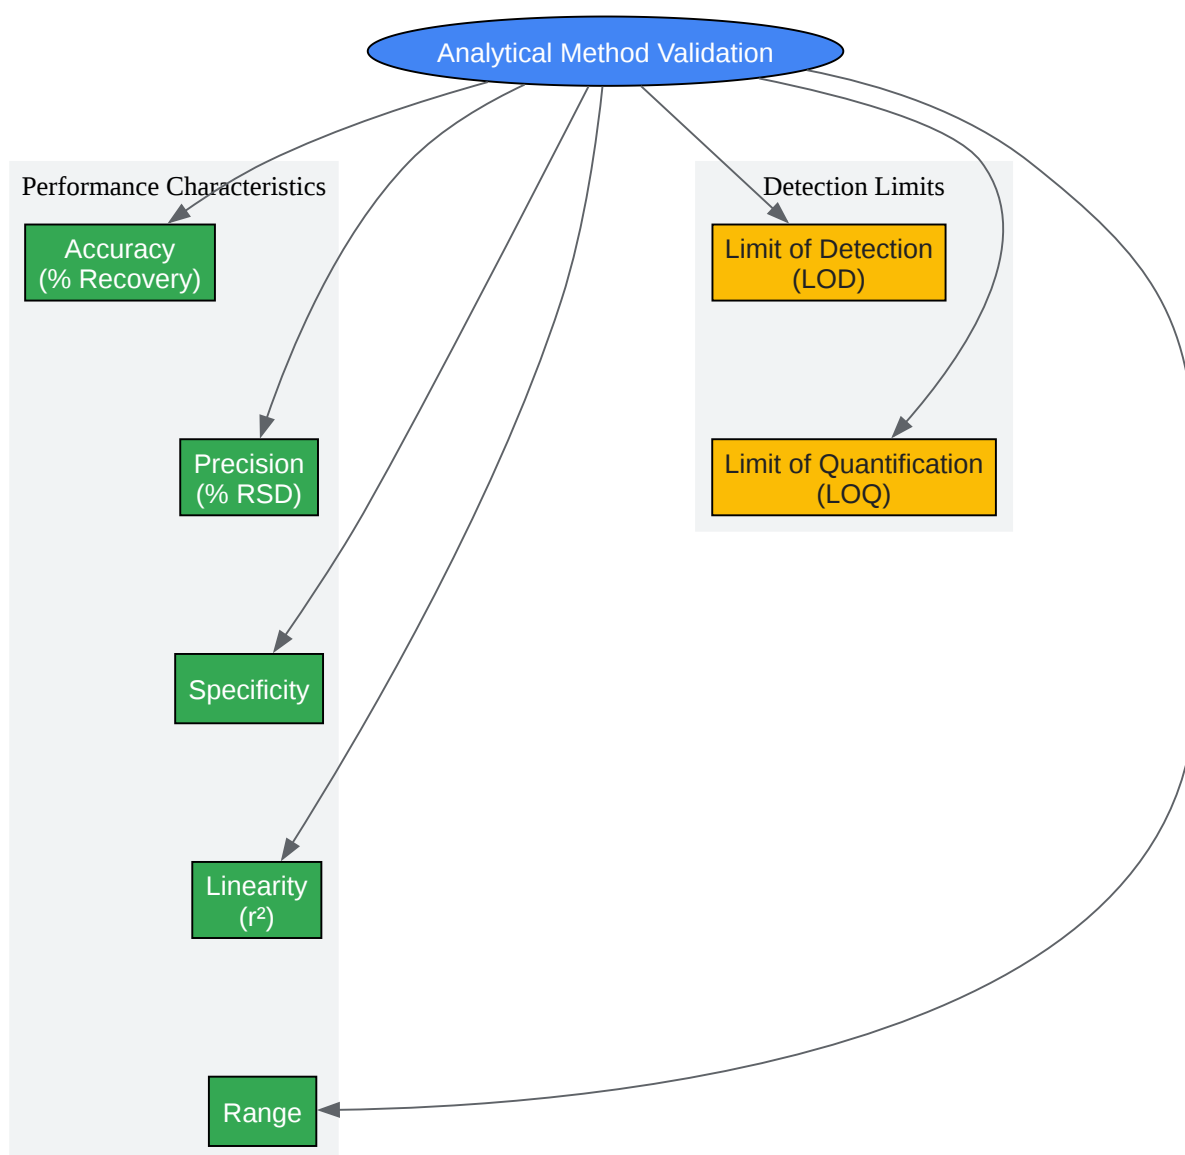 Analytical Method Validation
Performance Characteristics
Accuracy
(% Recovery)
Precision
(% RSD)
Specificity
Linearity
(r²)
Range
Detection Limits
Limit of Detection
(LOD)
Limit of Quantification
(LOQ)